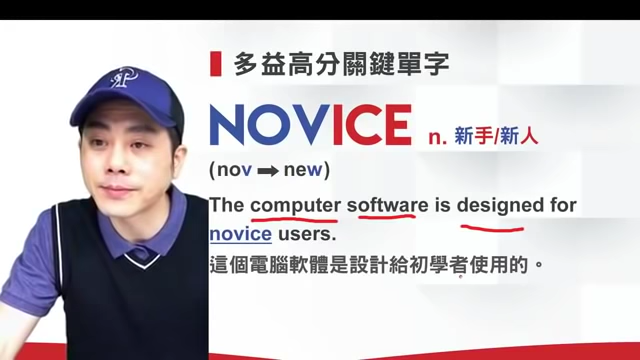 多益高分關鍵單字
NOVICE n. 新手/新人
(nov ➡ new)
The computer software is designed for
novice users.
這個電腦軟體是設計給初學者使用的。